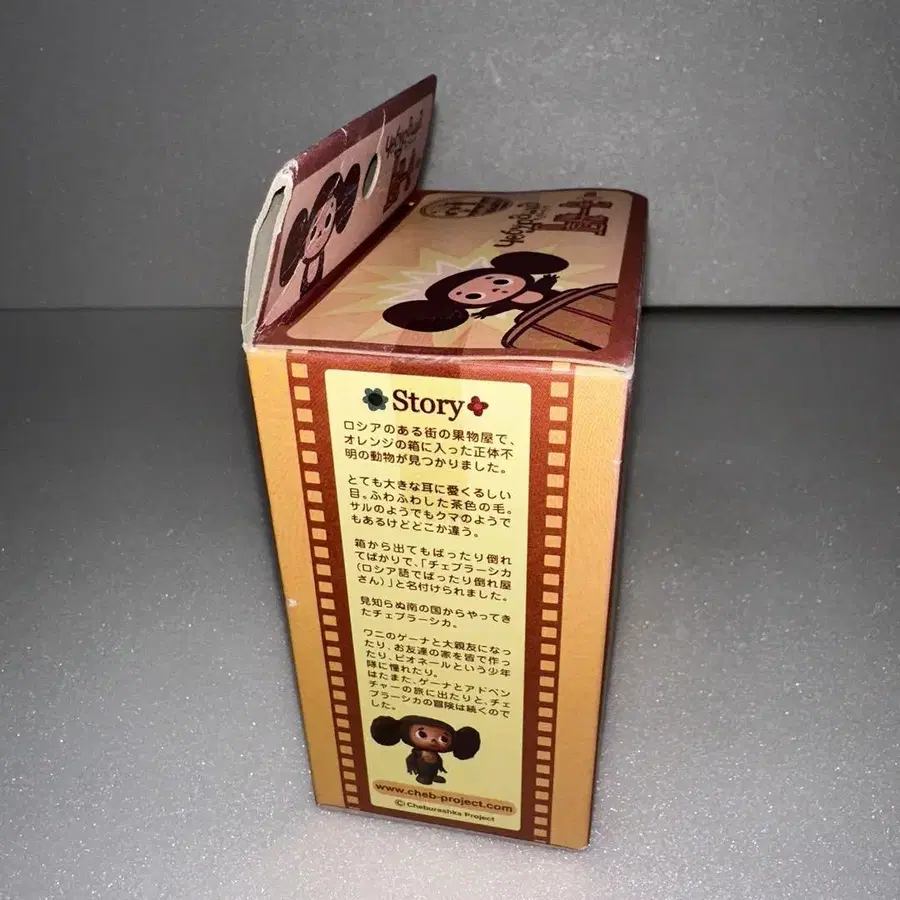 Story
ロシアのある街の果物屋で、
オレンジの箱に入った正体不
明の動物が見つかりました。
とても大きな耳に愛くるしい
目。ふわふわした茶色の毛。
サルのようでもクマのようで
もあるけどどこか違う。
箱から出てもばったり倒れ
てばかりで、「チェブラーシカ
(ロシア語でばったり倒れ屋
さん)」と名付けられました。
見知らぬ南の国からやってき
たチェブラーシカ。
ワニのゲーナと大親友になっ
たり、お友達の家を皆で作っ
たり、ピオネールという少年
隊に憧れたり。
はたまた、ゲーナとアドベン
チャーの旅に出たりと、チェ
ブラーシカの冒険は続くので
した。
www.cheb-project.com
© Cheburashka Project